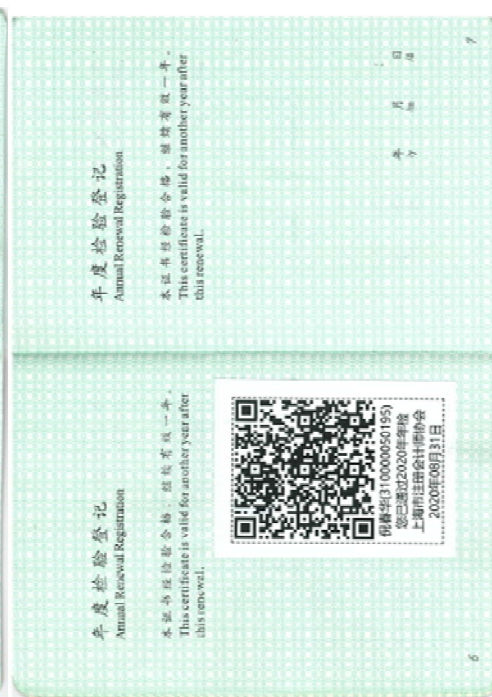 年度检验登记
Annual Renewal Registration
本证书经检验合格，继续有效一年。
This certificate is valid for another year after
this renewal.
倪春华(310000050195)
您已通过2020年年检
上海市注册会计师协会
2020年08月31日
6
年度检验登记
Annual Renewal Registration
本证书经检验合格，继续有效一年。
This certificate is valid for another year after
this renewal.
年 月 日
/y /m /d
7